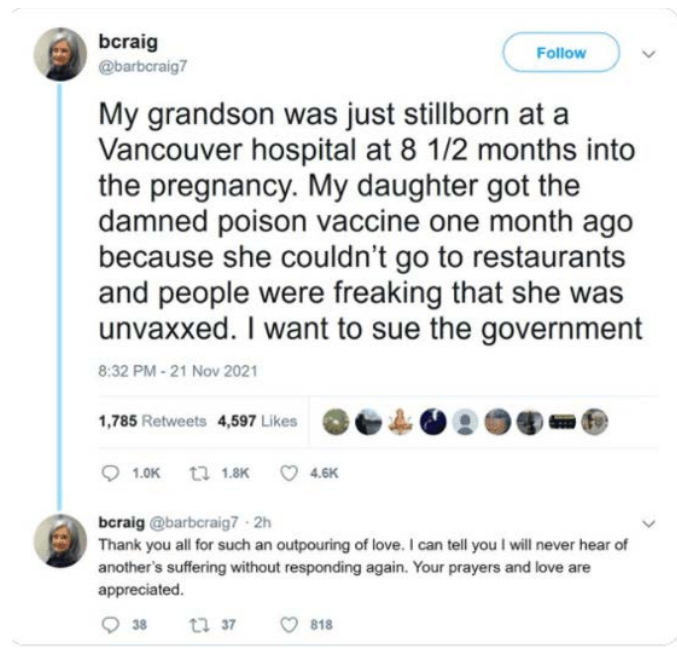 bcraig
@barbcraig7
Follow
My grandson was just stillborn at a
Vancouver hospital at 8 1/2 months into
the pregnancy. My daughter got the
damned poison vaccine one month ago
because she couldn't go to restaurants
and people were freaking that she was
unvaxxed. I want to sue the government
8:32 PM - 21 Nov 2021
1,785 Retweets 4,597 Likes
1.0K 1.8K 4.6K
bcraig @barbcraig7 · 2h
Thank you all for such an outpouring of love. I can tell you I will never hear of
another's suffering without responding again. Your prayers and love are
appreciated.
38 37 818